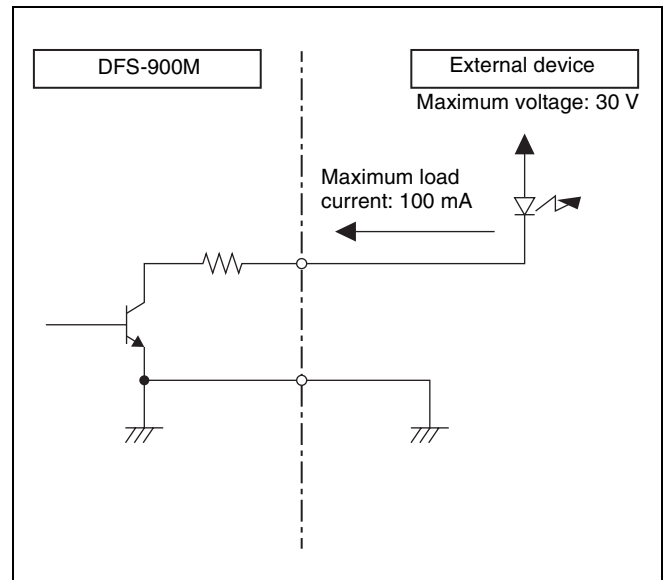 DFS-900M
External device
Maximum voltage: 30 V
Maximum load
current: 100 mA